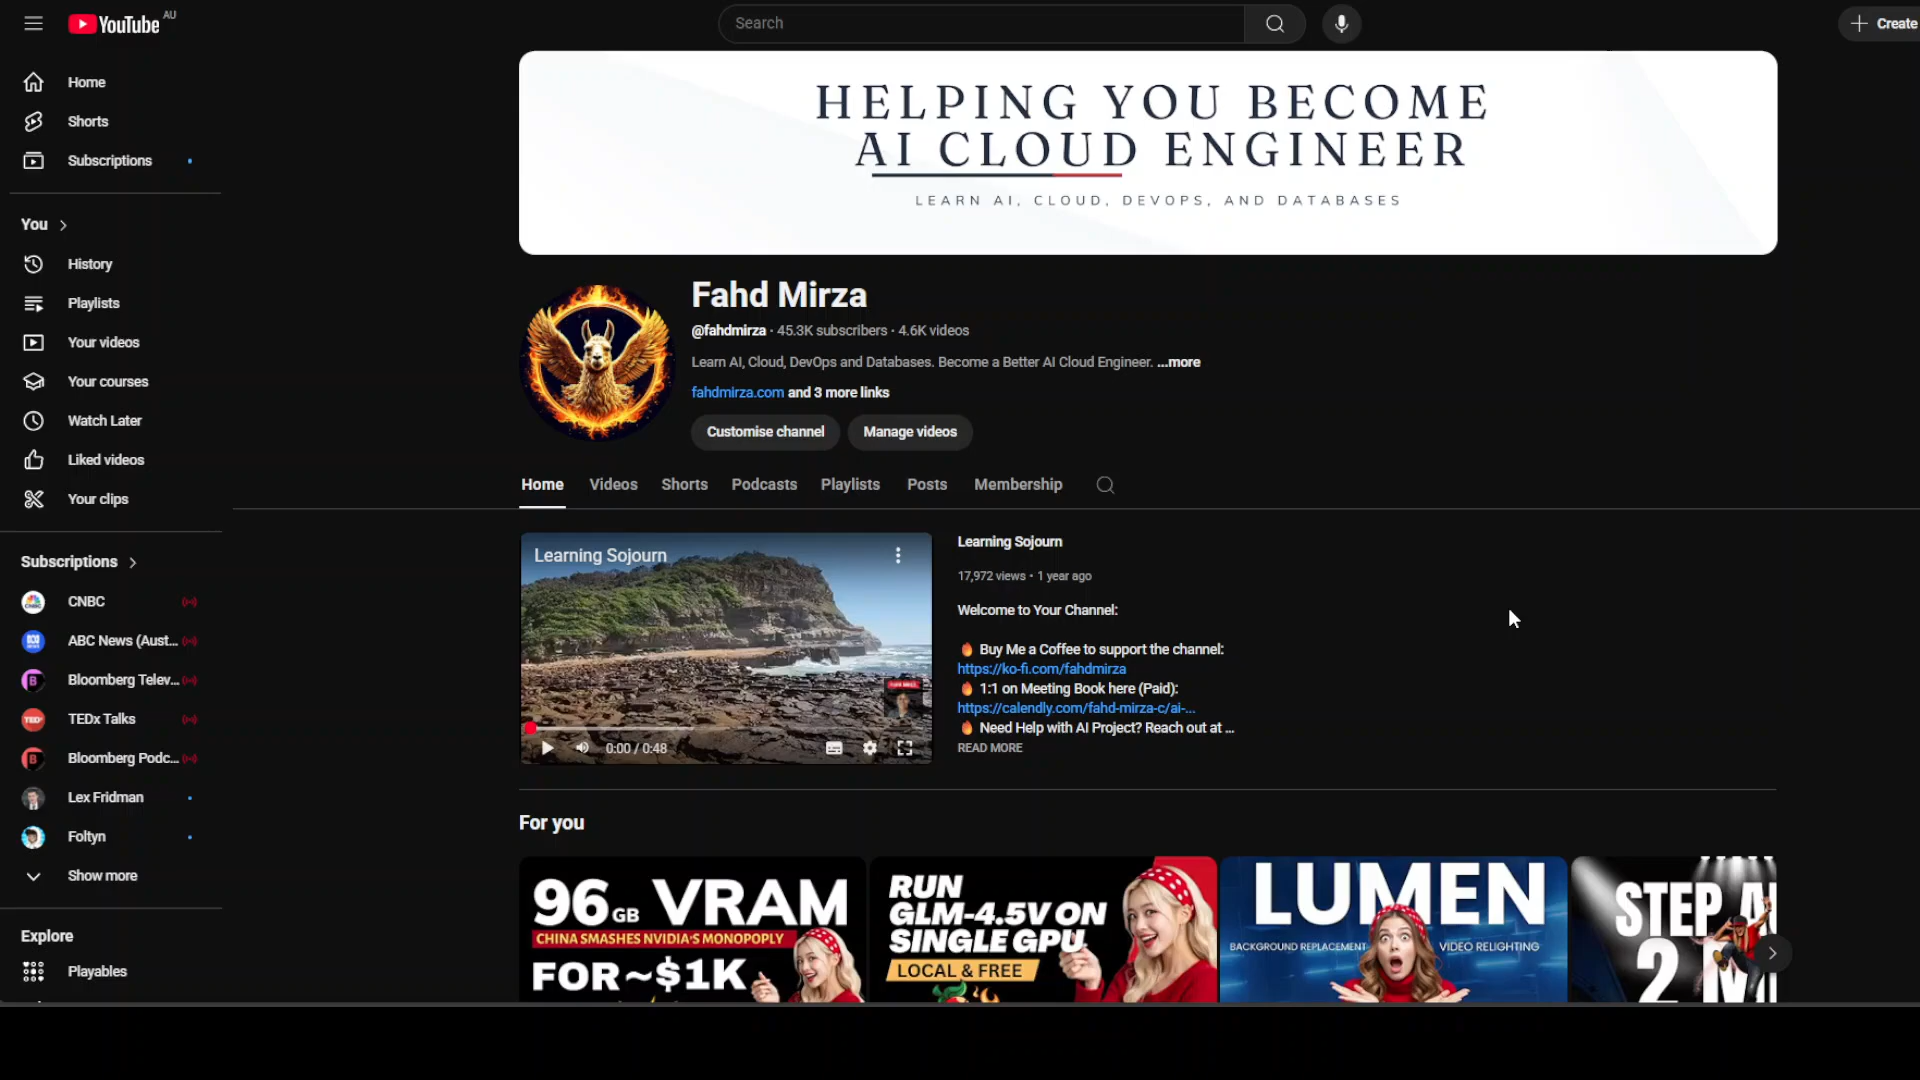 YouTube AU
Search
Create
Home
Shorts
Subscriptions
You
History
Playlists
Your videos
Your courses
Watch Later
Liked videos
Your clips
Subscriptions
CNBC
ABC News (Aust...
Bloomberg Telev...
TEDx Talks
Bloomberg Podc...
Lex Fridman
Foltyn
Show more
Explore
Playables
HELPING YOU BECOME
AI CLOUD ENGINEER
LEARN AI, CLOUD, DEVOPS, AND DATABASES
Fahd Mirza
@fahdmirza · 45.3K subscribers · 4.6K videos
Learn AI, Cloud, DevOps and Databases. Become a Better AI Cloud Engineer. ...more
fahdmirza.com and 3 more links
Customise channel
Manage videos
Home Videos Shorts Podcasts Playlists Posts Membership
Learning Sojourn
0:00 / 0:48
Learning Sojourn
17,972 views · 1 year ago
Welcome to Your Channel:
🔥 Buy Me a Coffee to support the channel:
https://ko-fi.com/fahdmirza
🔥 1:1 on Meeting Book here (Paid):
https://calendly.com/fahd-mirza-c/ai-...
🔥 Need Help with AI Project? Reach out at ...
READ MORE
For you
96GB VRAM
CHINA SMASHES NVIDIA'S MONOPOLY
FOR ~$1K
RUN
GLM-4.5V ON
SINGLE GPU
LOCAL & FREE
LUMEN
BACKGROUND REPLACEMENT VIDEO RELIGHTING
STEP
2